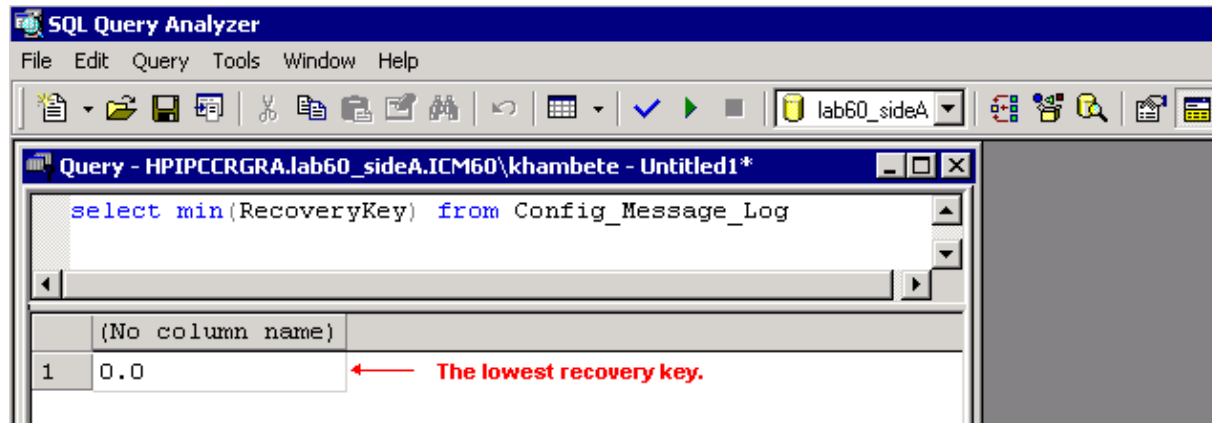 SQL Query Analyzer
File Edit Query Tools Window Help
lab60_sideA
Query - HPIPCCRGRA.lab60_sideA.ICM60\khambete - Untitled1*
select min(RecoveryKey) from Config_Message_Log
(No column name)
1 0.0 The lowest recovery key.